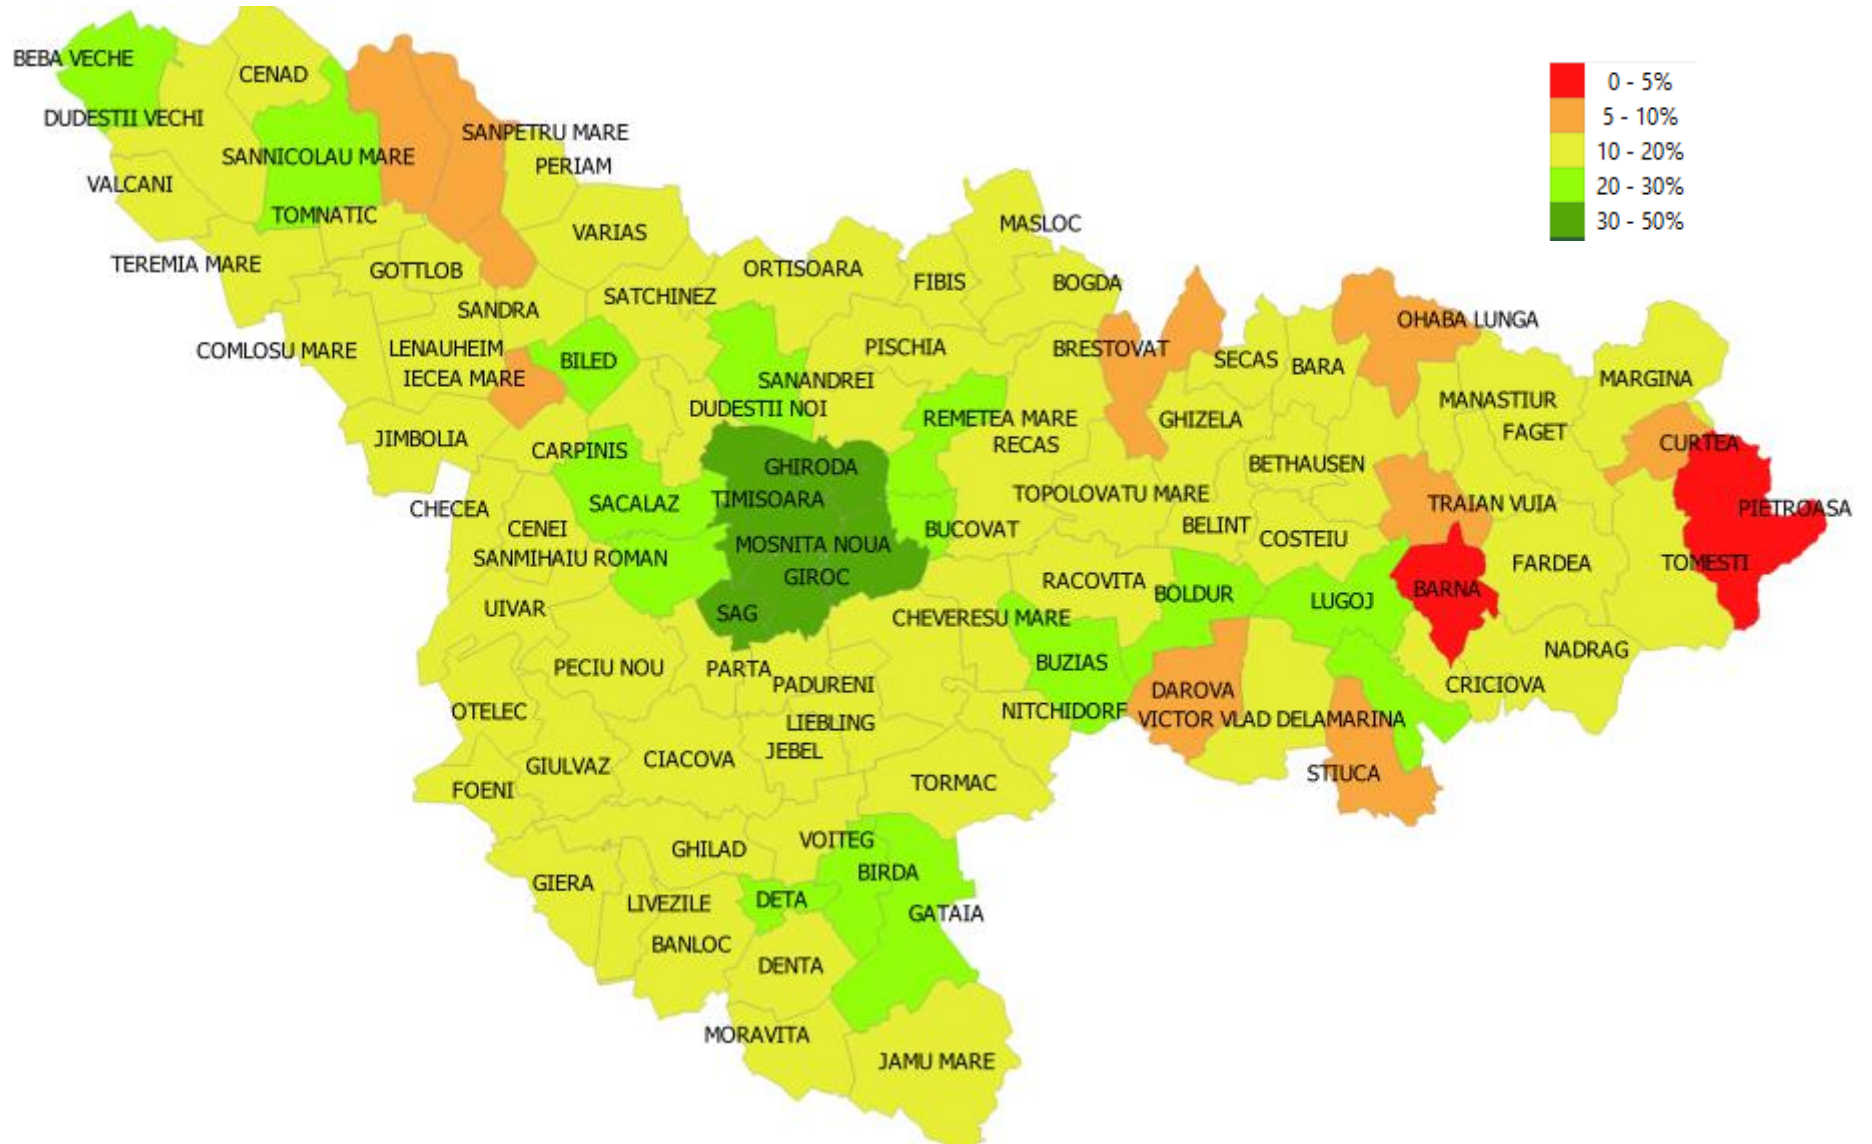 BEBA VECHE
CENAD
0 - 5%
5 - 10%
10 - 20%
20 - 30%
30 - 50%
DUDESTII VECHI
SANPETRU MARE
SANNICOLAU MARE
PERIAM
VALCANI
TOMNATIC
VARIAS
MASLOC
TEREMIA MARE
GOTTLOB
ORTISOARA
FIBIS
BOGDA
SANDRA
SATCHINEZ
OHABA LUNGA
COMLOSU MARE
LENAUHEIM
BILED
PISCHIA
BRESTOVAT
SECAS
BARA
IECEA MARE
SANANDREI
MARGINA
DUDESTII NOI
MANASTIUR
REMETEA MARE
GHIZELA
FAGET
JIMBOLIA
CARPINIS
RECAS
CURTEA
GHIRODA
BETHAUSEN
CHECEA
SACALAZ
TIMISOARA
TOPOLOVATU MARE
TRAIAN VUIA
PIETROASA
CENEI
BUCOVAT
BELINT
COSTEIU
SANMIHAIU ROMAN
MOSNITA NOUA
FARDEA
TOMESTI
GIROC
RACOVITA
BOLDUR
LUGOJ
BARNA
UIVAR
SAG
CHEVERESU MARE
PECIU NOU
PARTA
PADURENI
BUZIAS
NADRAG
DAROVA
CRICIOVA
OTELEC
LIEBLING
NITCHIDORF
VICTOR VLAD DELAMARINA
GIULVAZ
CIACOVA
JEBEL
STIUCA
FOENI
TORMAC
GHILAD
VOITEG
GIERA
BIRDA
LIVEZILE
DETA
GATAIA
BANLOC
DENTA
MORAVITA
JAMU MARE